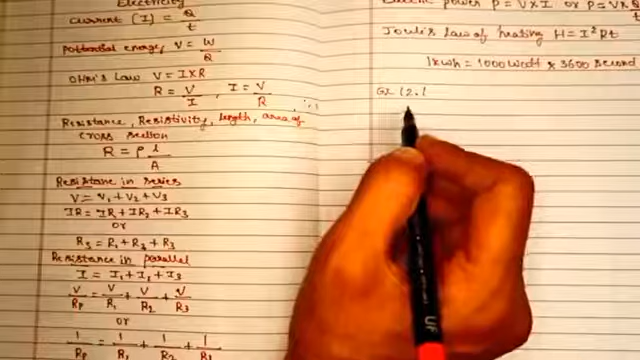 Electricity
Current (I) = Q/t
Potential energy, V = W/Q
OHM's Law V = I×R
R = V/I , I = V/R
Resistance, Resistivity, length, area of
cross section
R = ρ l/A
Resistane in series
V = V₁ + V₂ + V₃
IR = IR₁ + IR₂ + IR₃
or
Rs = R₁ + R₂ + R₃
Resistance in parallel
I = I₁ + I₂ + I₃
V/Rp = V/R₁ + V/R₂ + V/R₃
or
1/Rp = 1/R₁ + 1/R₂ + 1/R₃
power P = V×I or P = V×Q/t
Joule's law of heating H = I²Rt
1kwh = 1000 watt × 3600 second
12.1
UF